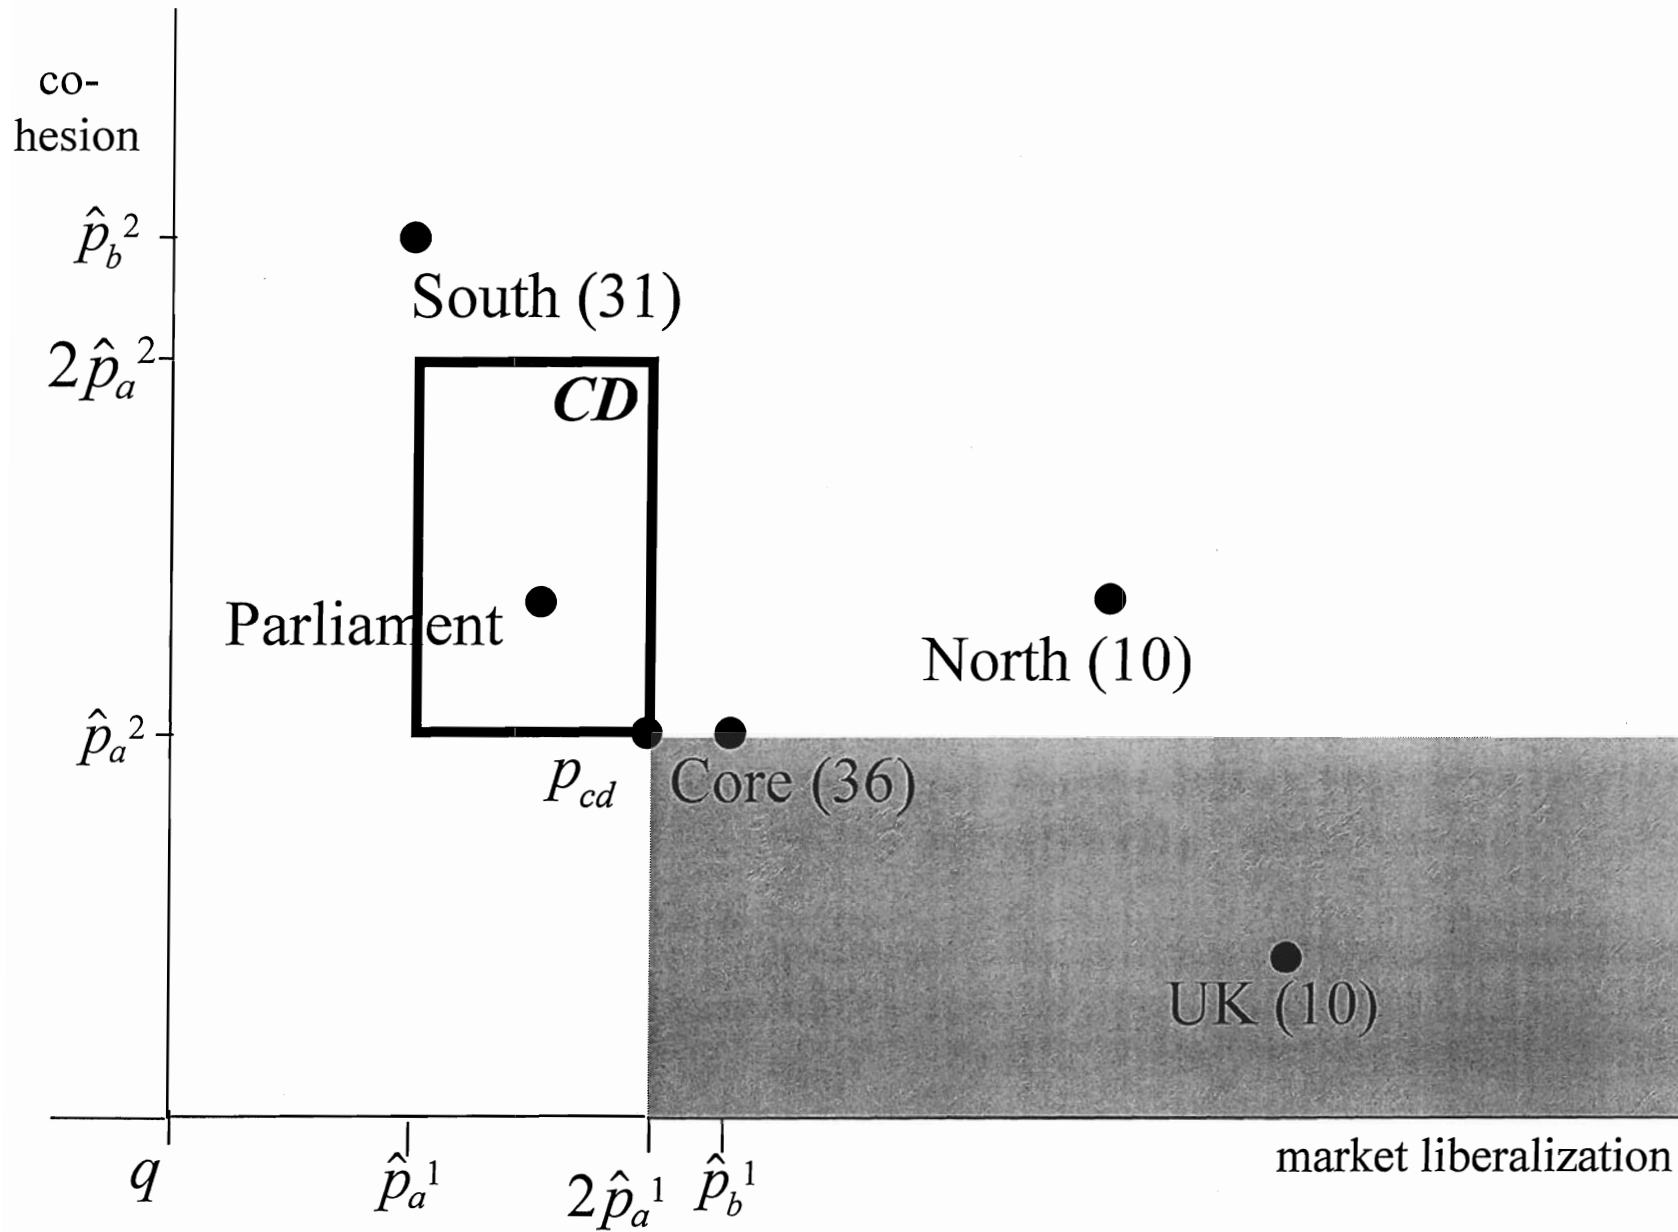 co-
hesion
p̂_b²
South (31)
2p̂_a²
CD
Parliament
North (10)
p̂_a²
p_cd
Core (36)
UK (10)
market liberalization
q
p̂_a¹
2p̂_a¹
p̂_b¹